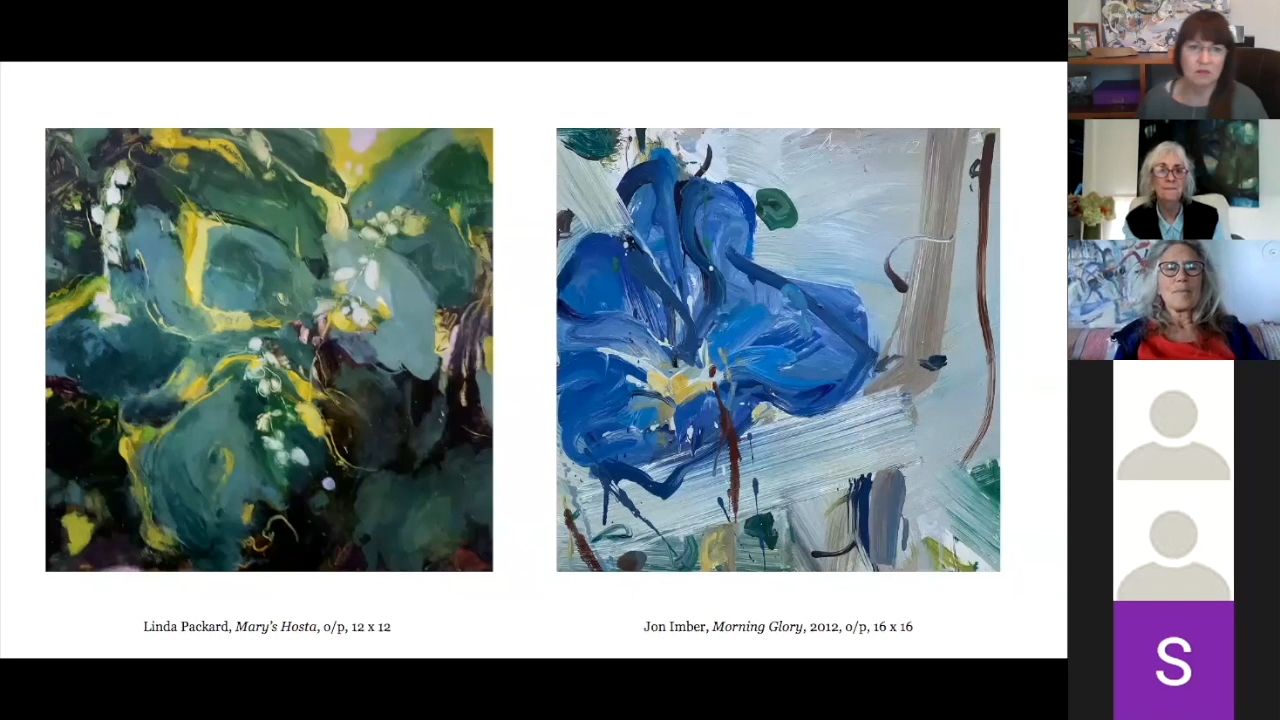 Linda Packard, Mary's Hosta, o/p, 12 x 12
Jon Imber, Morning Glory, 2012, o/p, 16 x 16
S